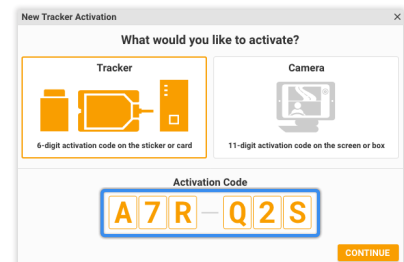 New Tracker Activation ×
What would you like to activate?
Tracker
6-digit activation code on the sticker or card
Camera
11-digit activation code on the screen or box
Activation Code
A7R—Q2S
CONTINUE